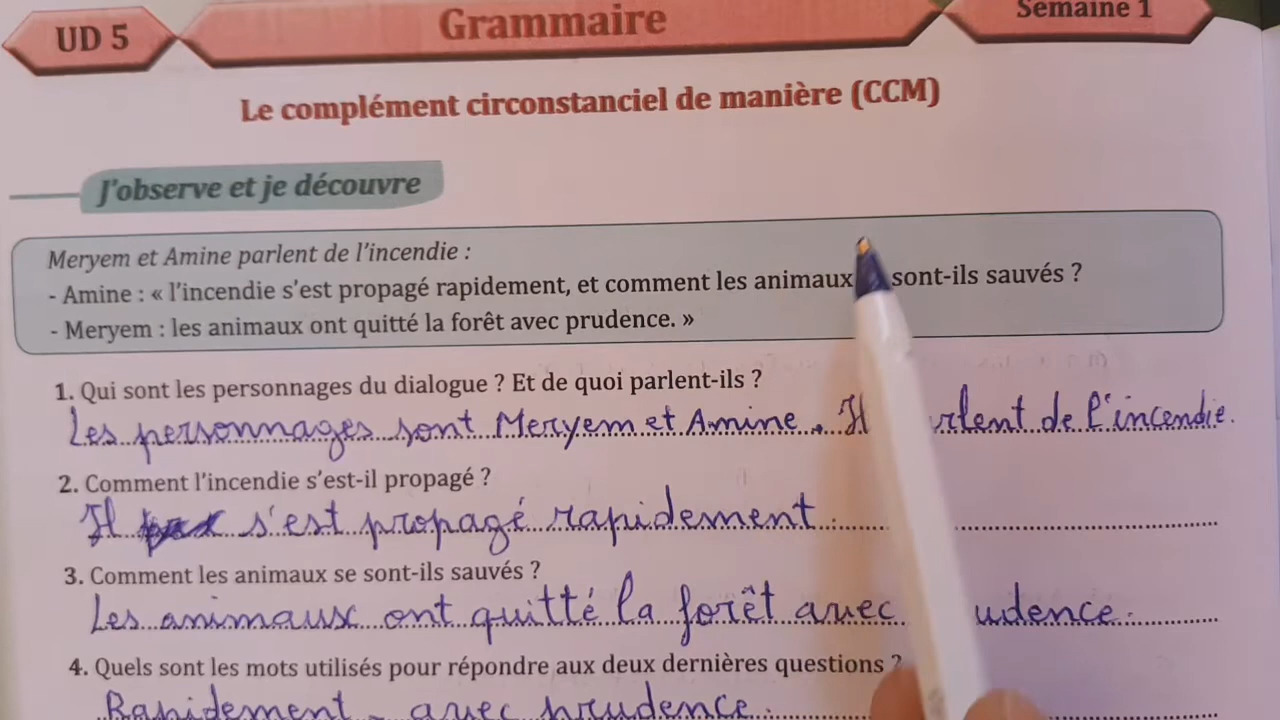 UD 5
Grammaire
Semaine 1
Le complément circonstanciel de manière (CCM)
J'observe et je découvre
Meryem et Amine parlent de l'incendie :
- Amine : « l'incendie s'est propagé rapidement, et comment les animaux sont-ils sauvés ?
- Meryem : les animaux ont quitté la forêt avec prudence. »
1. Qui sont les personnages du dialogue ? Et de quoi parlent-ils ?
Les personnages sont Meryem et Amine. de l'incendie.
2. Comment l'incendie s'est-il propagé ?
Il s'est propagé rapidement.
3. Comment les animaux se sont-ils sauvés ?
Les animaux ont quitté la forêt avec
4. Quels sont les mots utilisés pour répondre aux deux dernières questions ?
Rapidement - avec prudence.